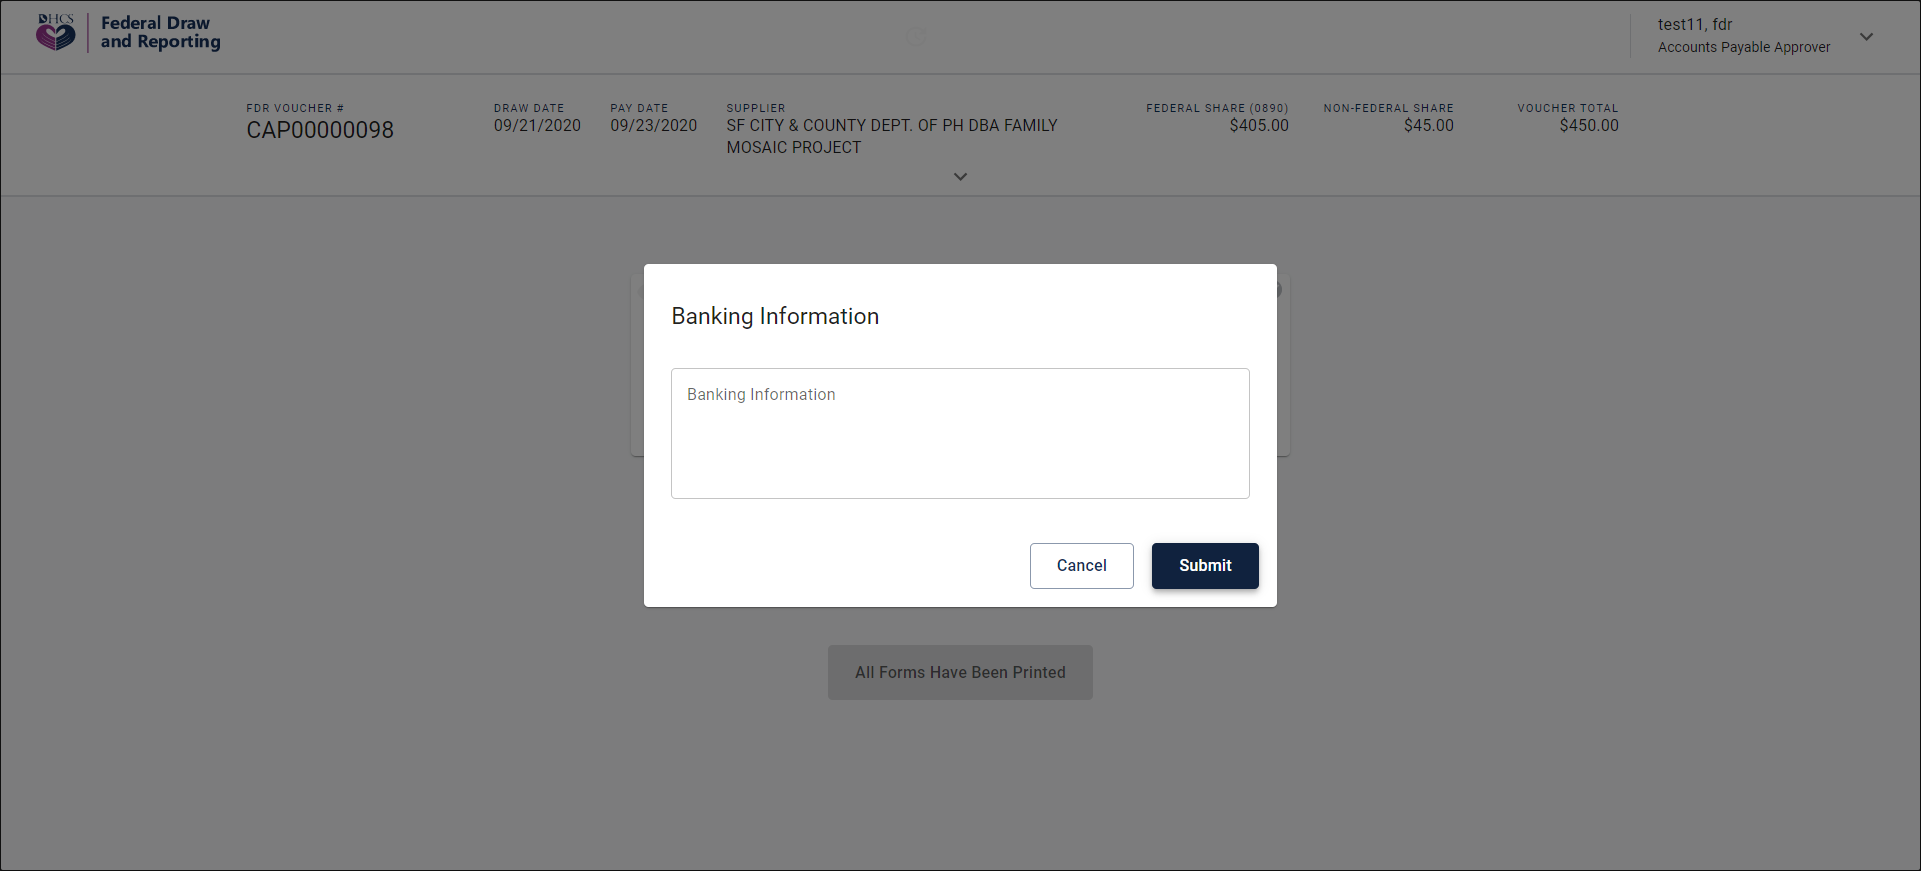 DHCS
Federal Draw
and Reporting
test11, fdr
Accounts Payable Approver
FDR VOUCHER #
CAP00000098
DRAW DATE
09/21/2020
PAY DATE
09/23/2020
SUPPLIER
SF CITY & COUNTY DEPT. OF PH DBA FAMILY
MOSAIC PROJECT
FEDERAL SHARE (0890)
$405.00
NON-FEDERAL SHARE
$45.00
VOUCHER TOTAL
$450.00
Banking Information
Banking Information
Cancel
Submit
All Forms Have Been Printed